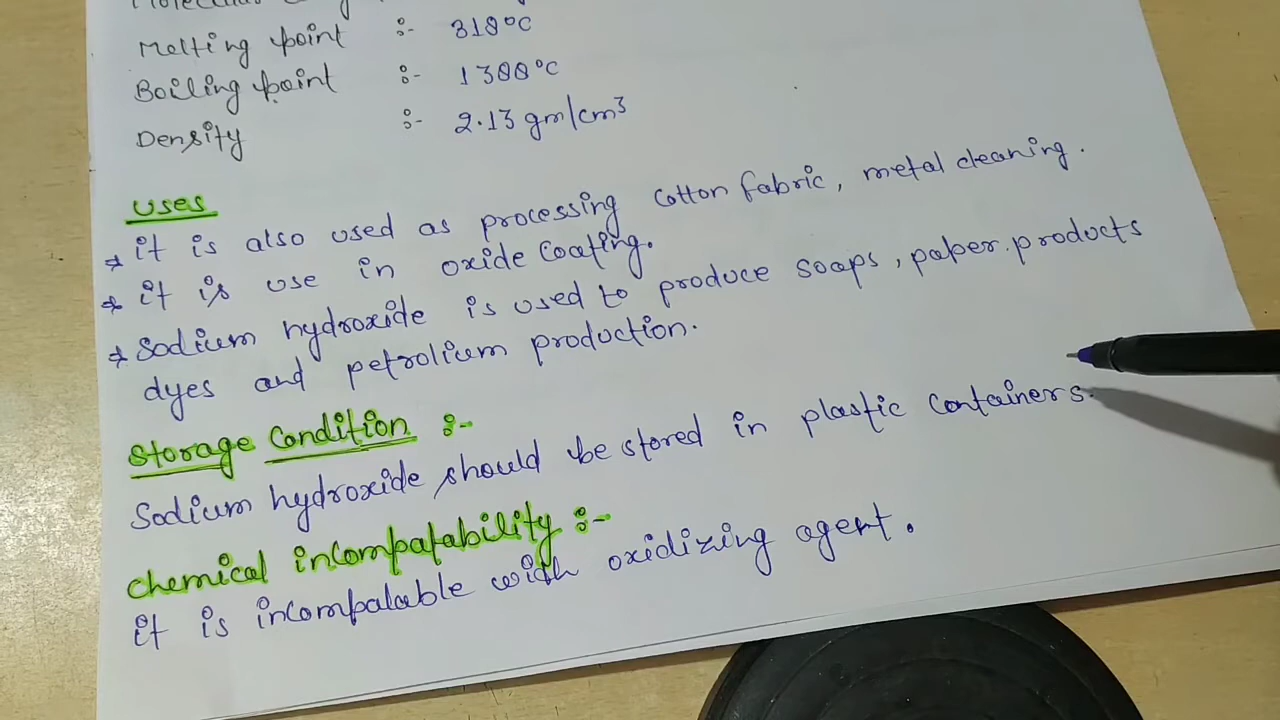 Melting point :- 318°C
Boiling point :- 1388°C
Density :- 2.13 gm/cm³
uses
* it is also used as processing cotton fabric, metal cleaning.
* it is use in oxide coating.
* sodium hydroxide is used to produce soaps, paper products
dyes and petrolium production.
Storage Condition :-
Sodium hydroxide should be stored in plastic containers.
chemical incompatability :-
it is incompatable with oxidizing agent.